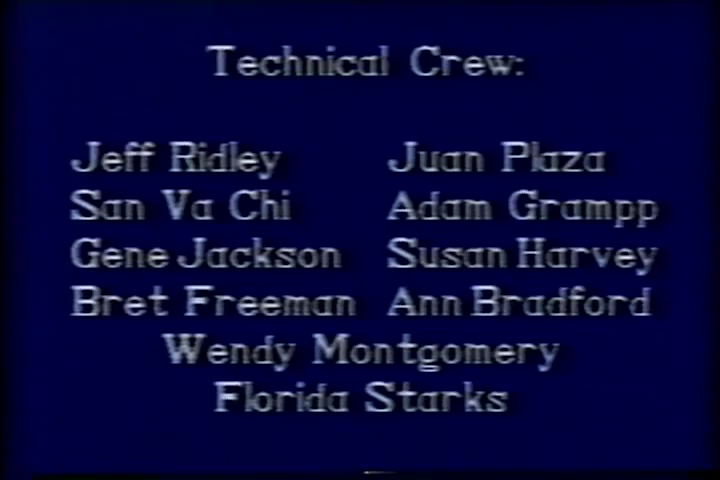 Technical Crew:
Jeff Ridley Juan Plaza
San Va Chi Adam Grampp
Gene Jackson Susan Harvey
Bret Freeman Ann Bradford
Wendy Montgomery
Florida Starks